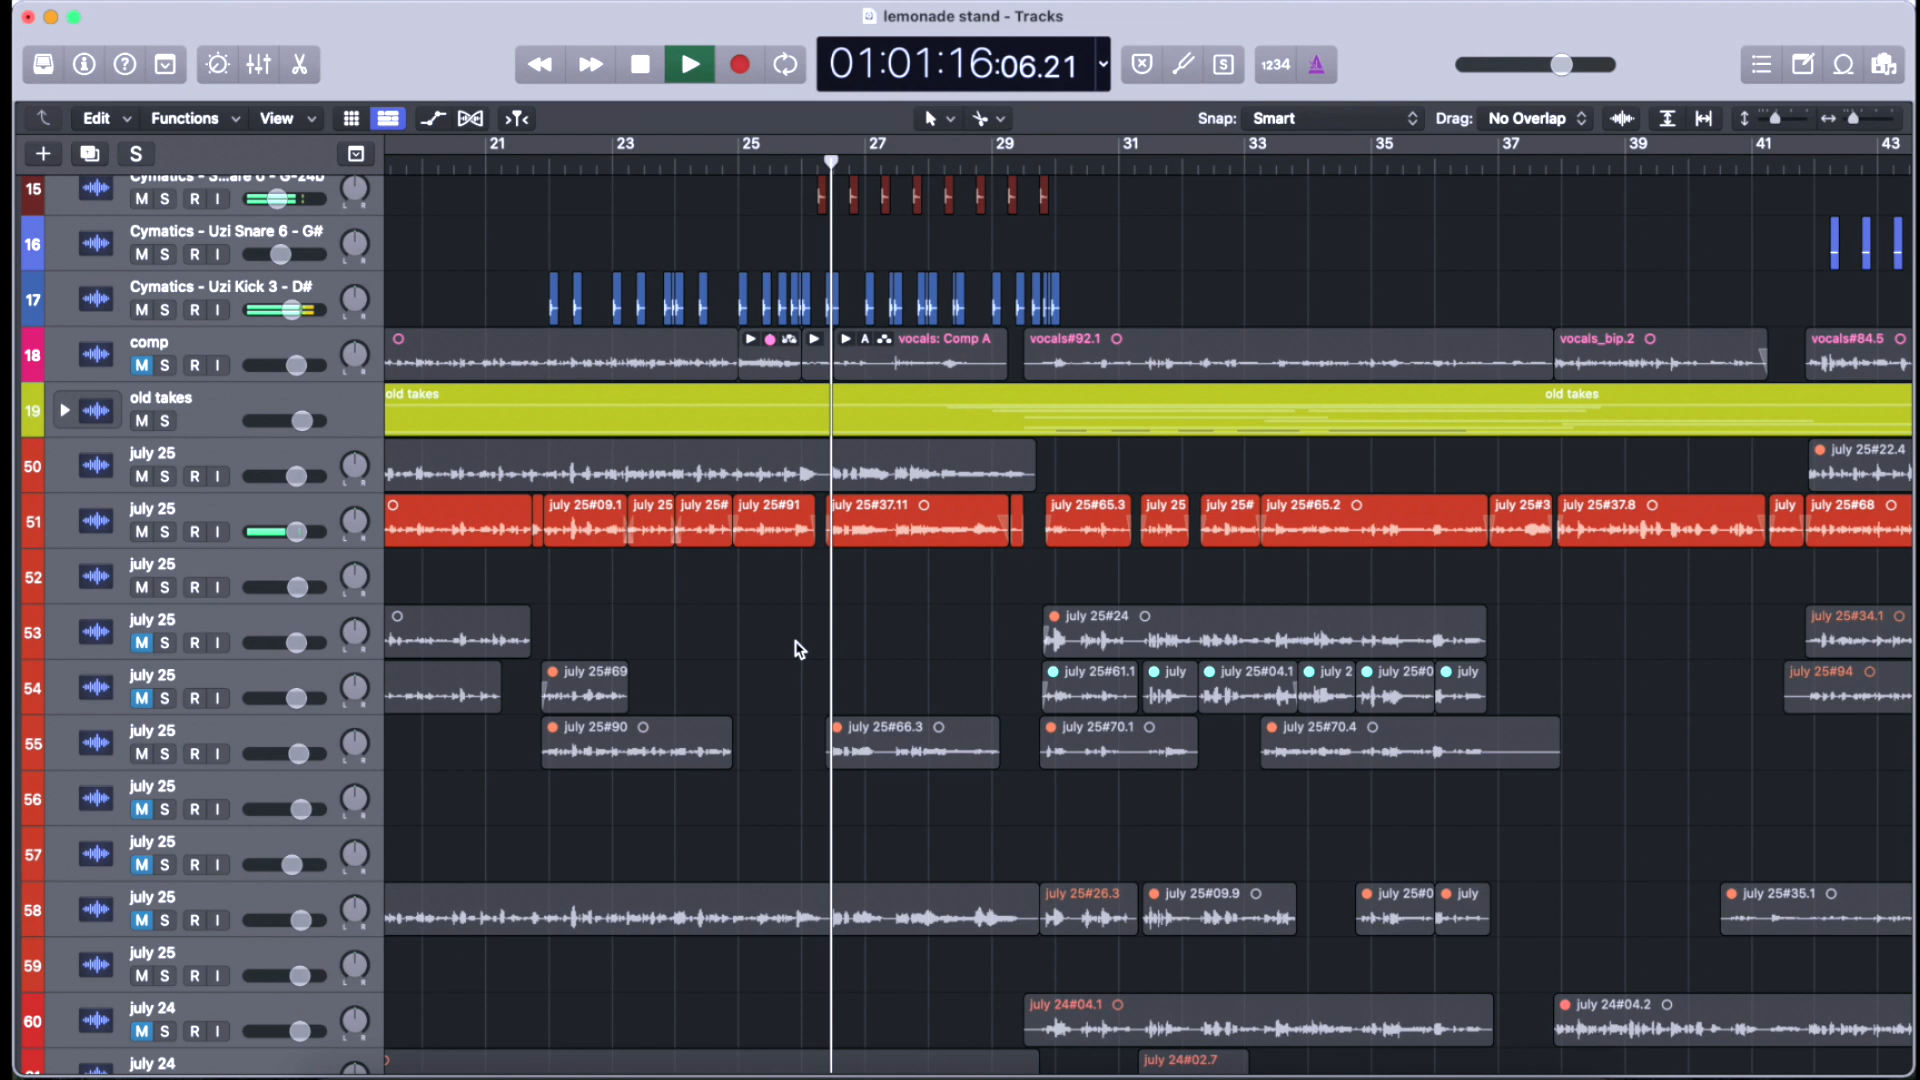 lemonade stand - Tracks
01:01:16:06.21
1234
Edit Functions View
Snap: Smart Drag: No Overlap
S
21 23 25 27 29 31 33 35 37 39 41 43
15
M S R I
L R
16 Cymatics - Uzi Snare 6 - G#
M S R I
L R
17 Cymatics - Uzi Kick 3 - D#
M S R I
L R
18 comp
M S R I
L R
A vocals: Comp A vocals#92.1 vocals_bip.2 vocals#84.5
19 old takes
M S
old takes old takes
50 july 25
M S R I
L R
july 25#22.4
51 july 25
M S R I
L R
july 25#09.1 july 25 july 25# july 25#91 july 25#37.11 july 25#65.3 july 25 july 25# july 25#65.2 july 25#3 july 25#37.8 july july 25#68
52 july 25
M S R I
L R
53 july 25
M S R I
L R
july 25#24 july 25#34.1
54 july 25
M S R I
L R
july 25#69 july 25#61.1 july july 25#04.1 july 2 july 25#0 july july 25#94
55 july 25
M S R I
L R
july 25#90 july 25#66.3 july 25#70.1 july 25#70.4
56 july 25
M S R I
L R
57 july 25
M S R I
L R
58 july 25
M S R I
L R
july 25#26.3 july 25#09.9 july 25#0 july july 25#35.1
59 july 25
M S R I
L R
60 july 24
M S R I
L R
july 24#04.1 july 24#04.2
july 24
july 24#02.7